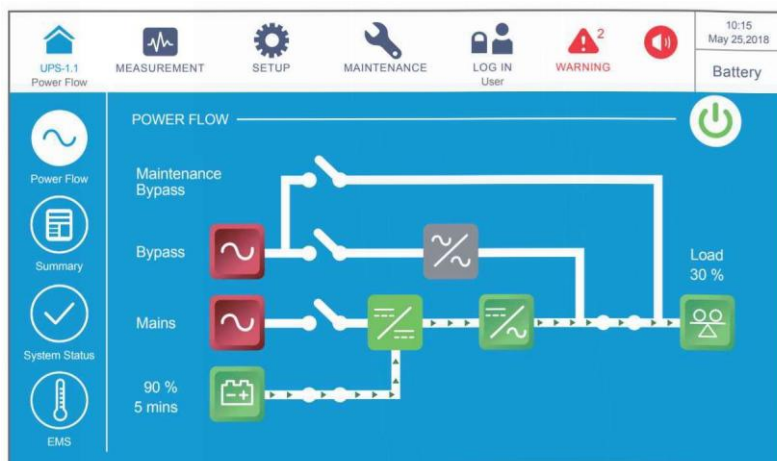 UPS-1.1
Power Flow
MEASUREMENT
SETUP
MAINTENANCE
LOG IN
User
2
WARNING
10:15
May 25,2018
Battery
POWER FLOW
Power Flow
Summary
System Status
EMS
Maintenance
Bypass
Bypass
Mains
90 %
5 mins
Load
30 %